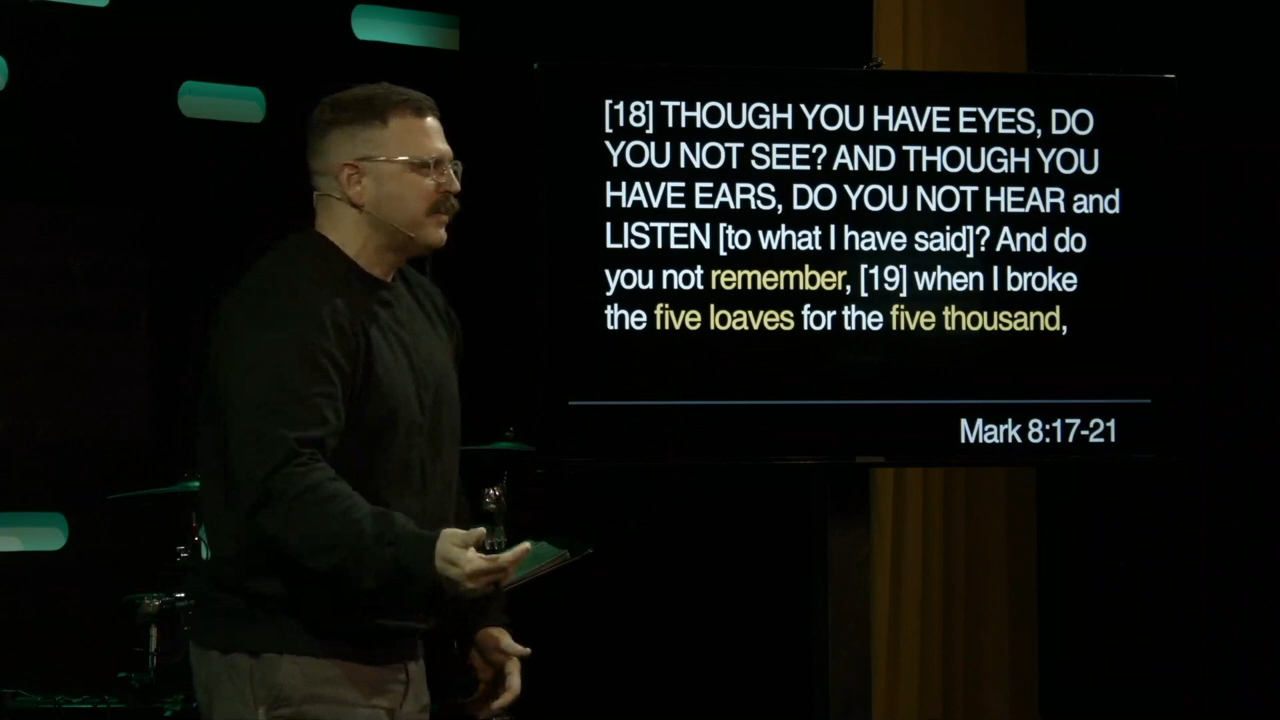 [18] THOUGH YOU HAVE EYES, DO
YOU NOT SEE? AND THOUGH YOU
HAVE EARS, DO YOU NOT HEAR and
LISTEN [to what I have said]? And do
you not remember, [19] when I broke
the five loaves for the five thousand,
Mark 8:17-21